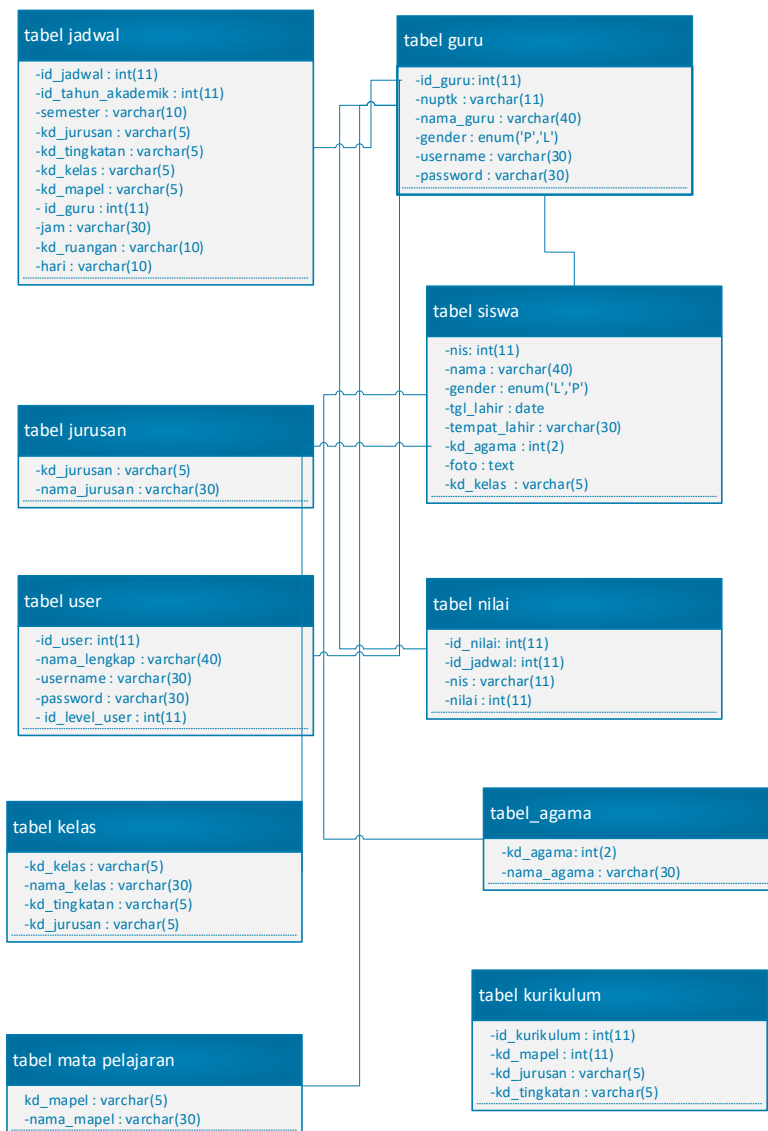 tabel jadwal
-id_jadwal : int(11)
-id_tahun_akademik : int(11)
-semester : varchar(10)
-kd_jurusan : varchar(5)
-kd_tingkatan : varchar(5)
-kd_kelas : varchar(5)
-kd_mapel : varchar(5)
- id_guru : int(11)
-jam : varchar(30)
-kd_ruangan : varchar(10)
-hari : varchar(10)
tabel guru
-id_guru: int(11)
-nuptk : varchar(11)
-nama_guru : varchar(40)
-gender : enum('P','L')
-username : varchar(30)
-password : varchar(30)
tabel siswa
-nis: int(11)
-nama : varchar(40)
-gender : enum('L','P')
-tgl_lahir : date
-tempat_lahir : varchar(30)
-kd_agama : int(2)
-foto : text
-kd_kelas : varchar(5)
tabel jurusan
-kd_jurusan : varchar(5)
-nama_jurusan : varchar(30)
tabel user
-id_user: int(11)
-nama_lengkap : varchar(40)
-username : varchar(30)
-password : varchar(30)
- id_level_user : int(11)
tabel nilai
-id_nilai: int(11)
-id_jadwal: int(11)
-nis : varchar(11)
-nilai : int(11)
tabel kelas
-kd_kelas : varchar(5)
-nama_kelas : varchar(30)
-kd_tingkatan : varchar(5)
-kd_jurusan : varchar(5)
tabel_agama
-kd_agama: int(2)
-nama_agama : varchar(30)
tabel kurikulum
-id_kurikulum : int(11)
-kd_mapel : int(11)
-kd_jurusan : varchar(5)
-kd_tingkatan : varchar(5)
tabel mata pelajaran
kd_mapel : varchar(5)
-nama_mapel : varchar(30)